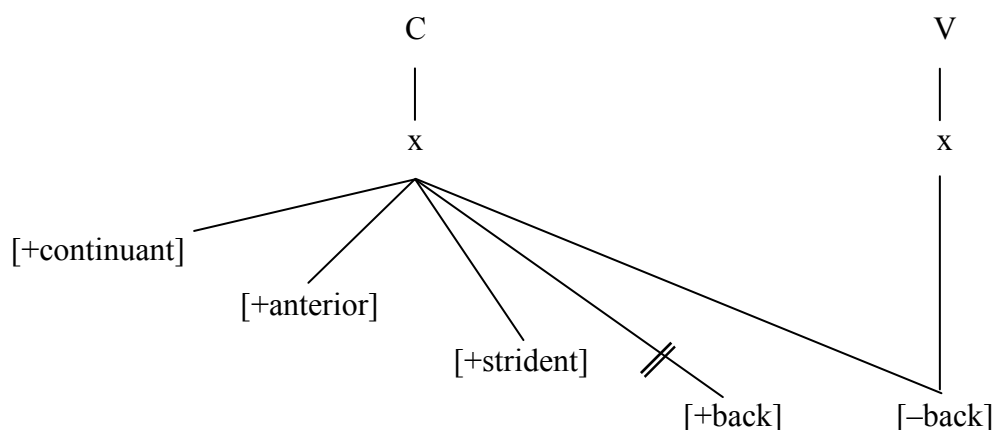 C V
x x
[+continuant]
[+anterior]
[+strident]
[+back] [–back]